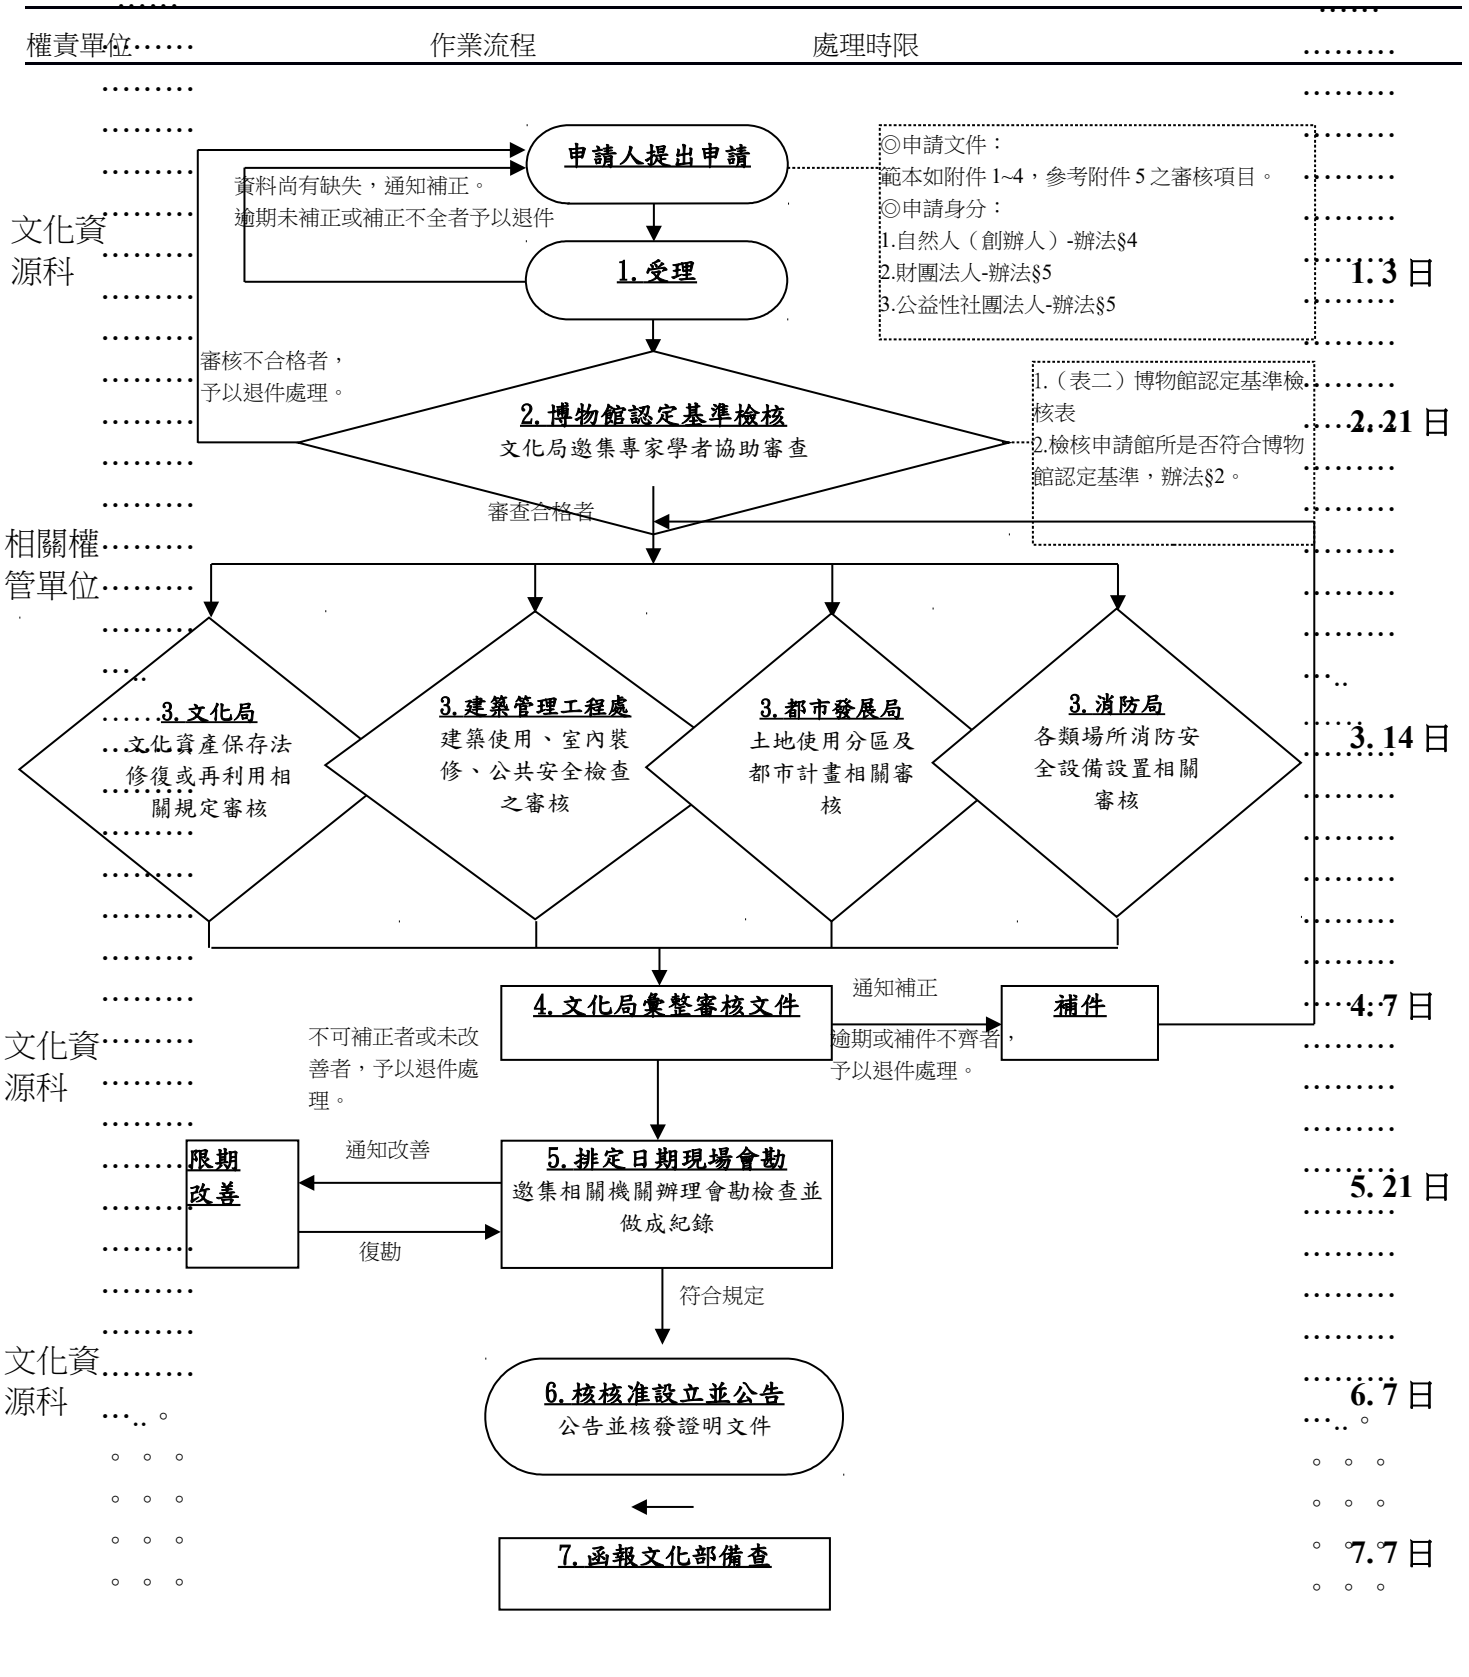 權責單位
作業流程
處理時限
申請人提出申請
◎申請文件：
範本如附件 1~4，參考附件 5 之審核項目。
◎申請身分：
1.自然人（創辦人）-辦法§4
2.財團法人-辦法§5
3.公益性社團法人-辦法§5
資料尚有缺失，通知補正。
逾期未補正或補正不全者予以退件
文化資
源科
1.受理
1. 3 日
審核不合格者，
予以退件處理。
2.博物館認定基準檢核
文化局邀集專家學者協助審查
1.（表二）博物館認定基準檢
核表
2.檢核申請館所是否符合博物
館認定基準，辦法§2。
2. 21 日
審查合格者
相關權
管單位
3.文化局
文化資產保存法
修復或再利用相
關規定審核
3.建築管理工程處
建築使用、室內裝
修、公共安全檢查
之審核
3.都市發展局
土地使用分區及
都市計畫相關審
核
3.消防局
各類場所消防安
全設備設置相關
審核
3. 14 日
4.文化局彙整審核文件
通知補正
逾期或補件不齊者，
予以退件處理。
補件
4. 7 日
文化資
源科
不可補正者或未改
善者，予以退件處
理。
限期
改善
通知改善
復勘
5.排定日期現場會勘
邀集相關機關辦理會勘檢查並
做成紀錄
5. 21 日
符合規定
文化資
源科
6.核核准設立並公告
公告並核發證明文件
6. 7 日
7.函報文化部備查
7. 7 日